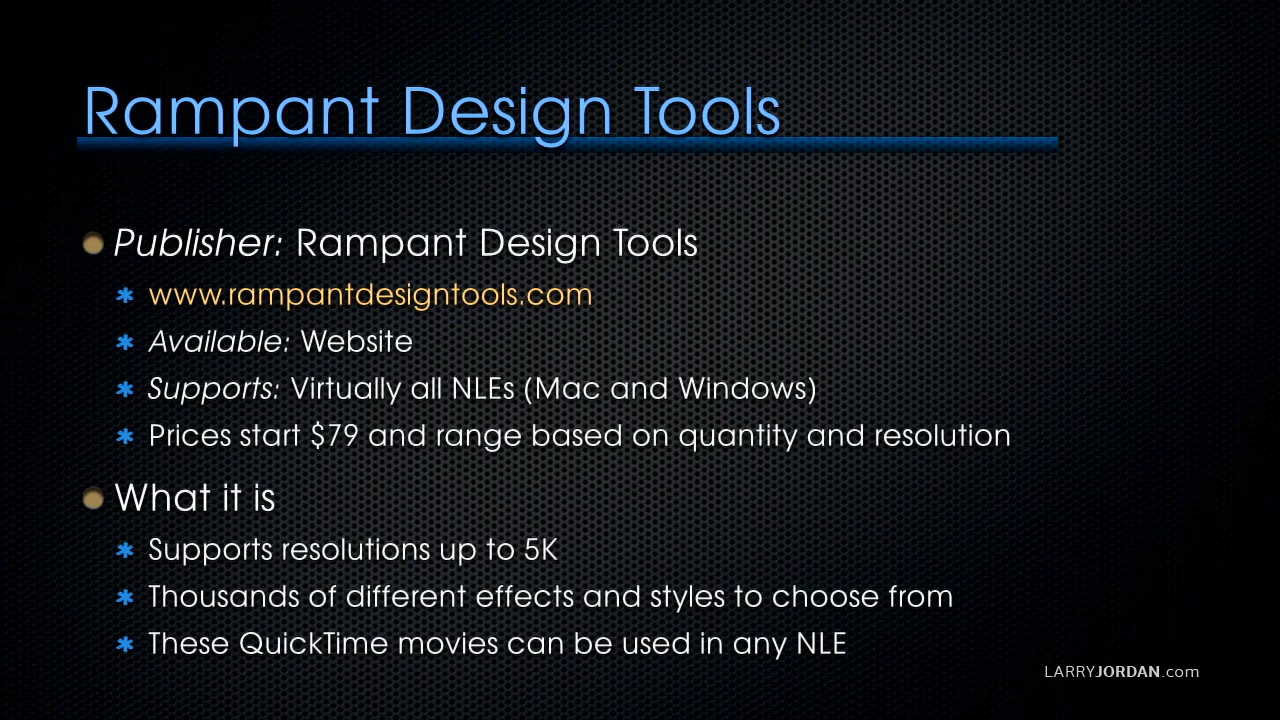 Rampant Design Tools
Publisher: Rampant Design Tools
www.rampantdesigntools.com
Available: Website
Supports: Virtually all NLEs (Mac and Windows)
Prices start $79 and range based on quantity and resolution
What it is
Supports resolutions up to 5K
Thousands of different effects and styles to choose from
These QuickTime movies can be used in any NLE
LARRYJORDAN.com